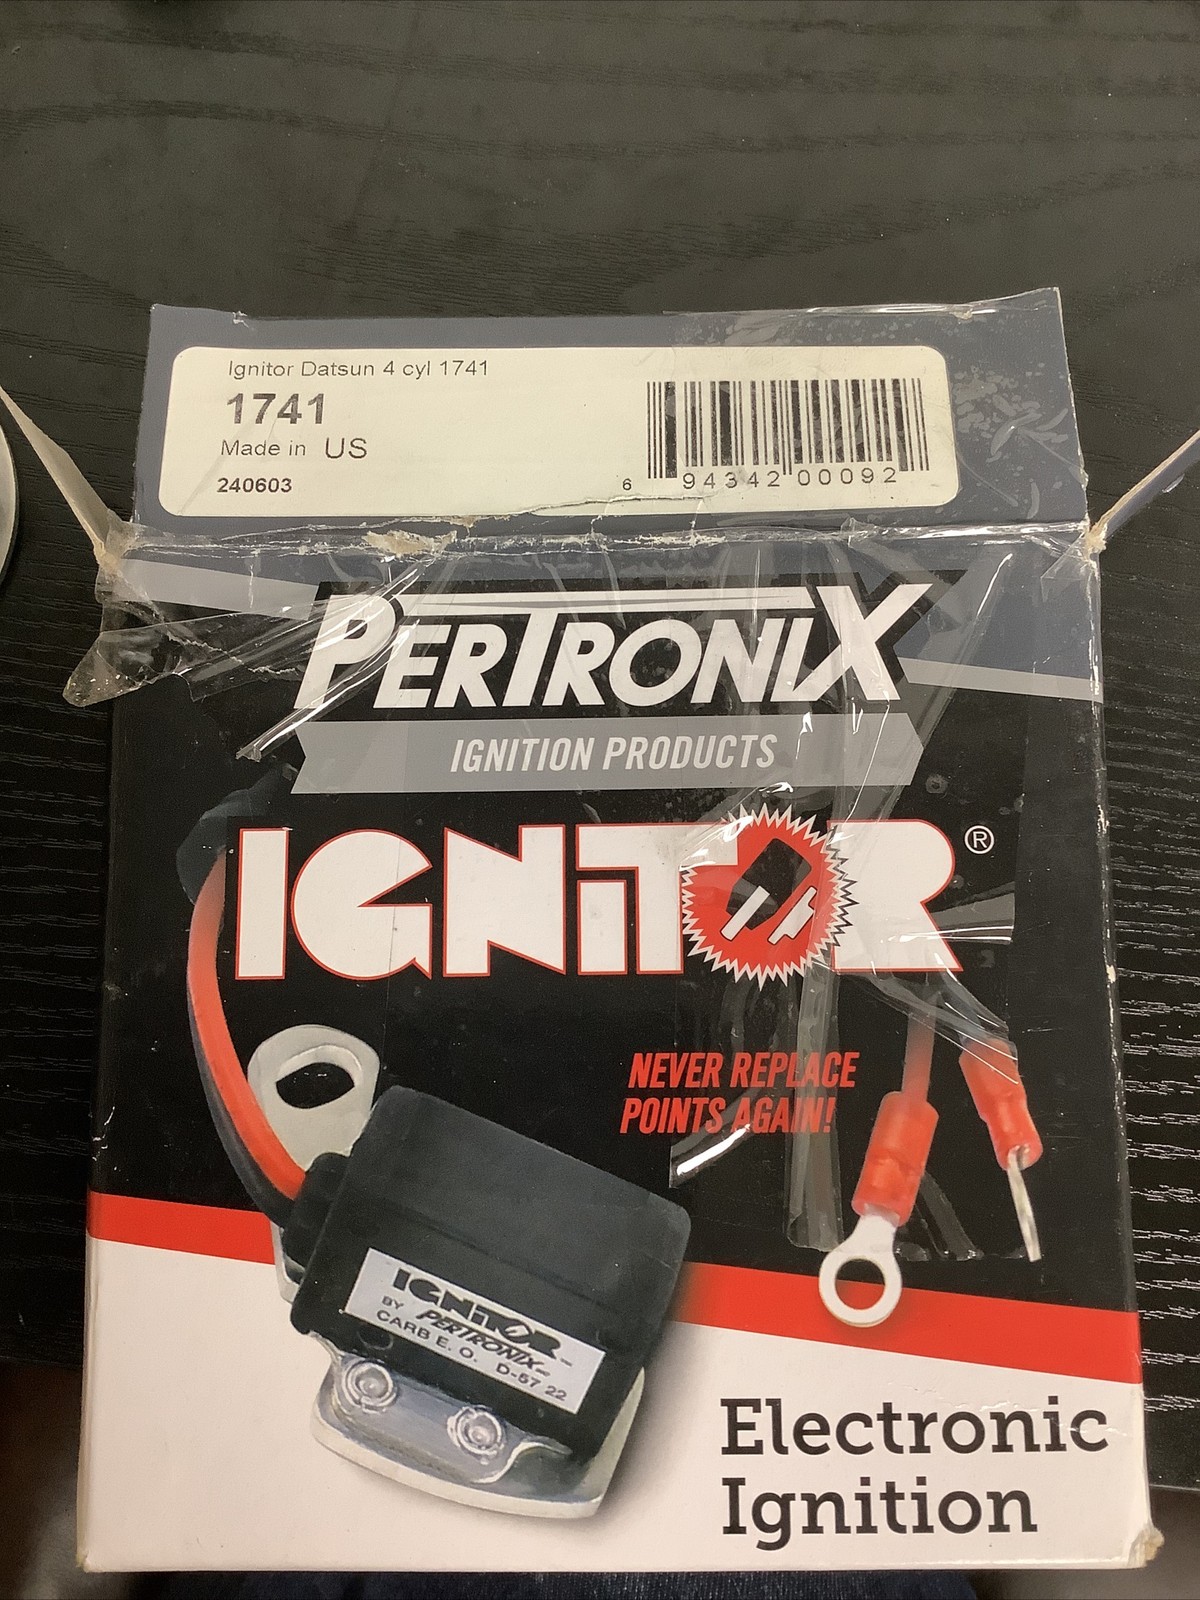 Ignitor Datsun 4 cyl 1741
1741
Made in US
240603
6 94342 00092
PERTRONIX
IGNITION PRODUCTS
IGNITOR®
NEVER REPLACE
POINTS AGAIN!
IGNITOR™
BY PERTRONIX
CARB E. O. D-57 22
Electronic
Ignition